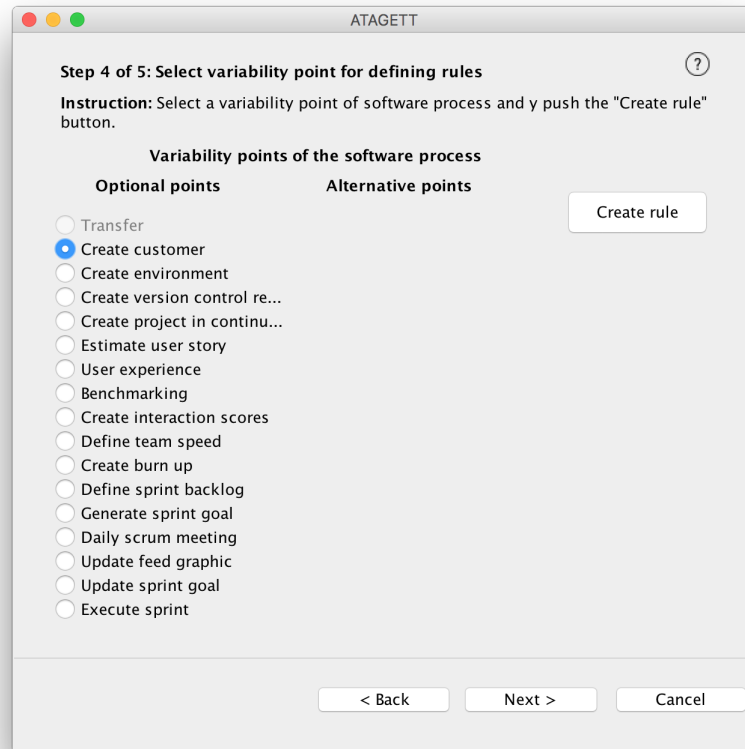 ATAGETT
Step 4 of 5: Select variability point for defining rules
?
Instruction: Select a variability point of software process and y push the "Create rule"
button.
Variability points of the software process
Optional points
Alternative points
Create rule
Transfer
Create customer
Create environment
Create version control re...
Create project in continu...
Estimate user story
User experience
Benchmarking
Create interaction scores
Define team speed
Create burn up
Define sprint backlog
Generate sprint goal
Daily scrum meeting
Update feed graphic
Update sprint goal
Execute sprint
< Back
Next >
Cancel